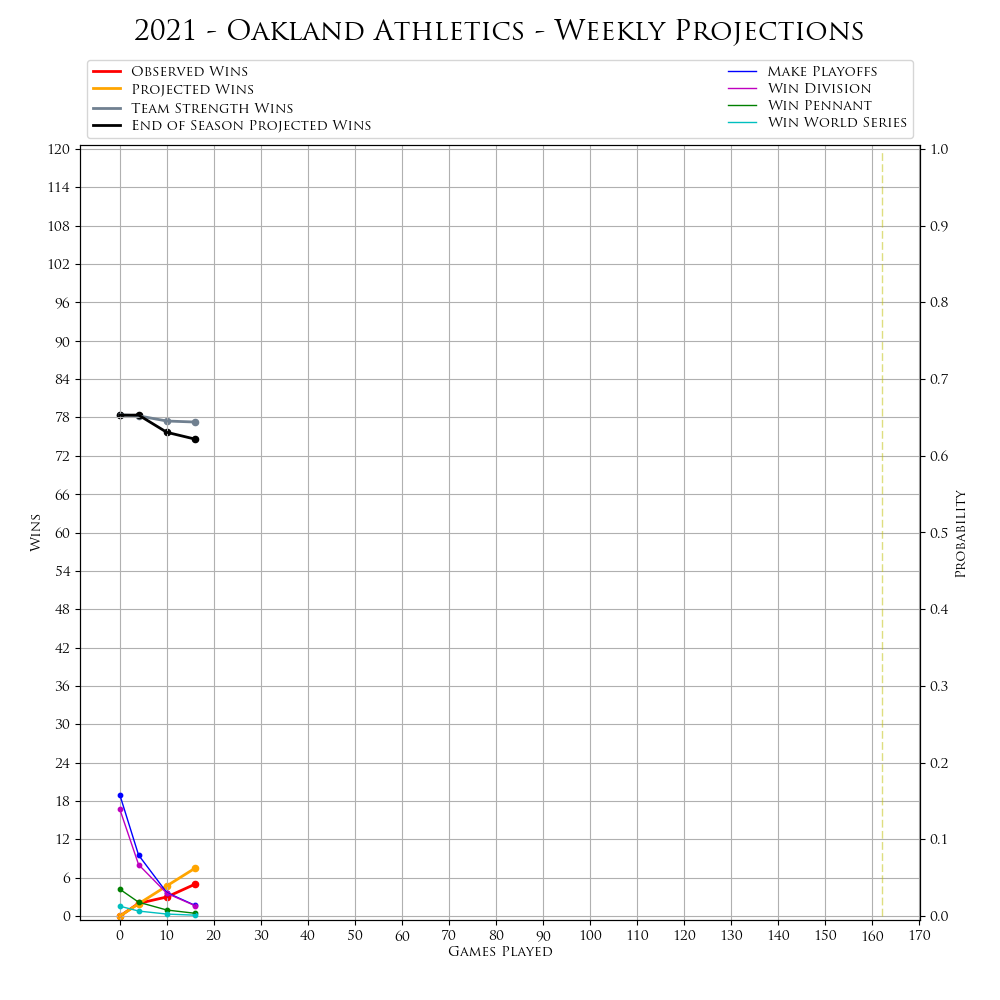 2021 - Oakland Athletics - Weekly Projections
Observed Wins
Projected Wins
Team Strength Wins
End of Season Projected Wins
Make Playoffs
Win Division
Win Pennant
Win World Series
120
114
108
102
96
90
84
78
72
66
60
54
48
42
36
30
24
18
12
6
0
Wins
1.0
0.9
0.8
0.7
0.6
0.5
0.4
0.3
0.2
0.1
0.0
Probability
0 10 20 30 40 50 60 70 80 90 100 110 120 130 140 150 160 170
Games Played